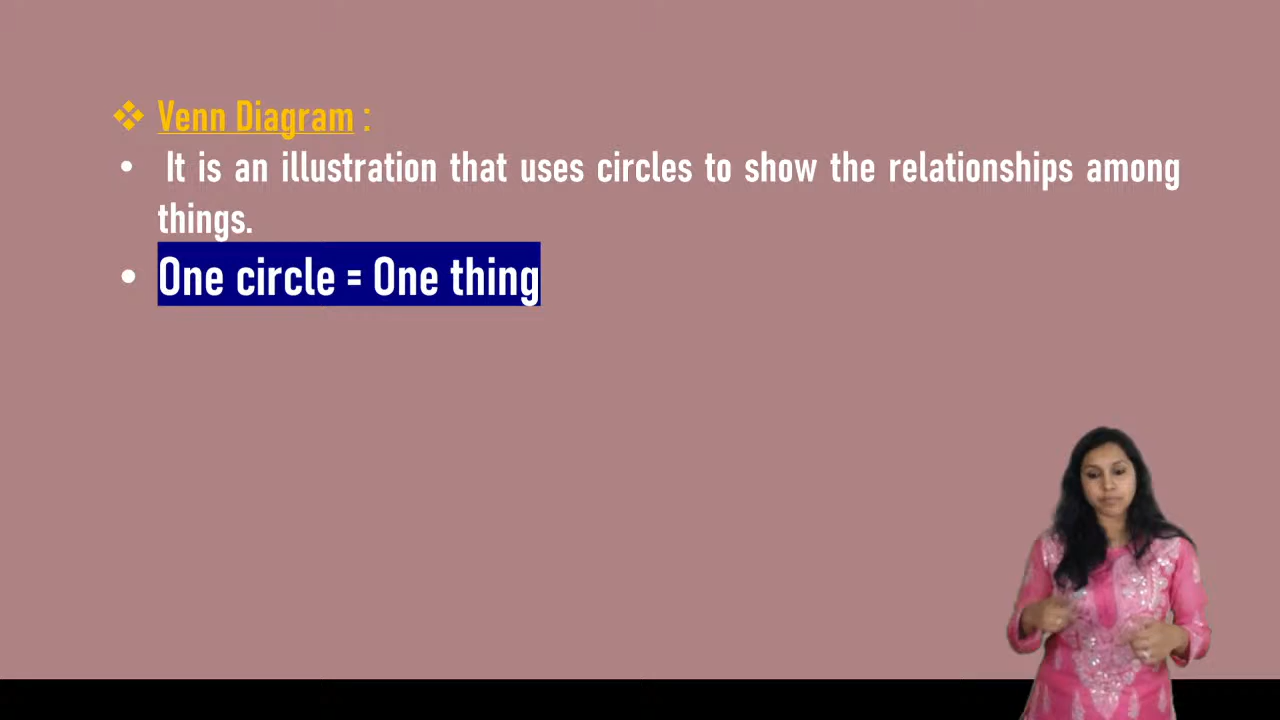 ❖ Venn Diagram :
• It is an illustration that uses circles to show the relationships among
things.
• One circle = One thing